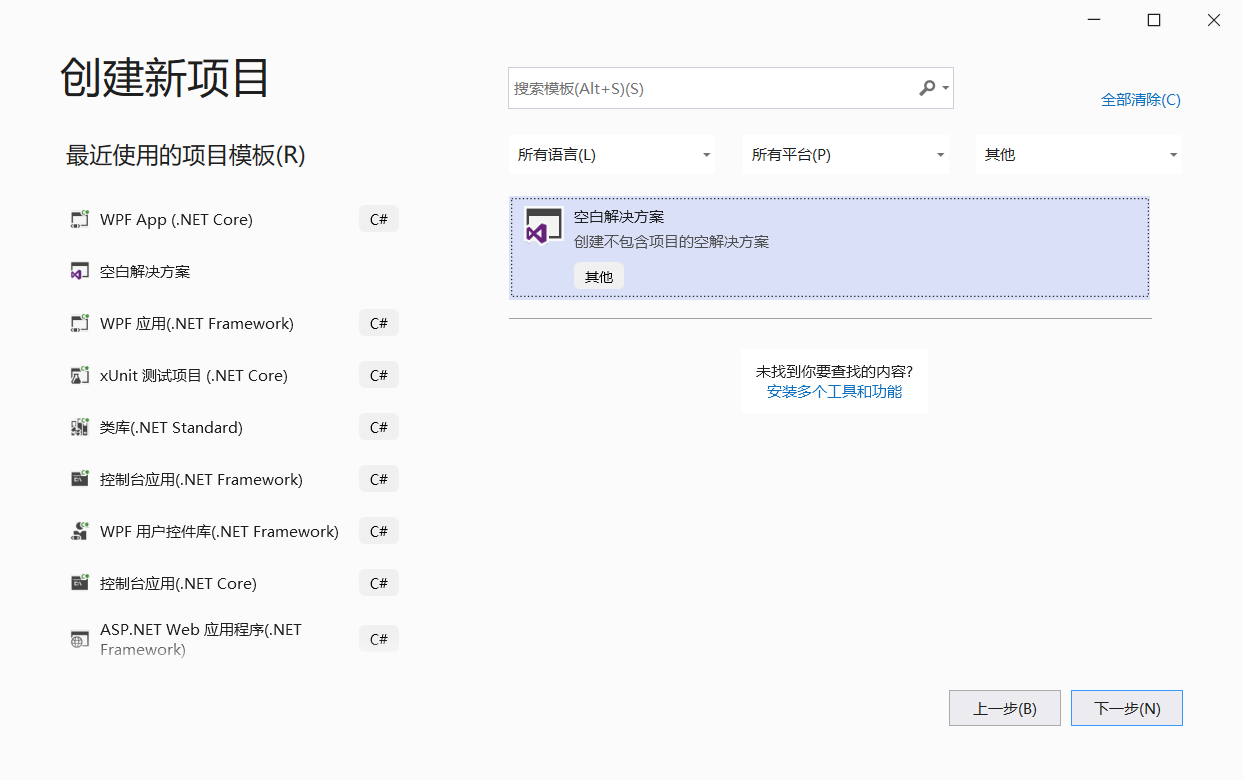 创建新项目
搜索模板(Alt+S)(S)
全部清除(C)
最近使用的项目模板(R)
所有语言(L)
所有平台(P)
其他
WPF App (.NET Core)
C#
空白解决方案
WPF 应用(.NET Framework)
C#
xUnit 测试项目 (.NET Core)
C#
类库(.NET Standard)
C#
控制台应用(.NET Framework)
C#
WPF 用户控件库(.NET Framework)
C#
控制台应用(.NET Core)
C#
ASP.NET Web 应用程序(.NET
Framework)
C#
空白解决方案
创建不包含项目的空解决方案
其他
未找到你要查找的内容?
安装多个工具和功能
上一步(B)
下一步(N)